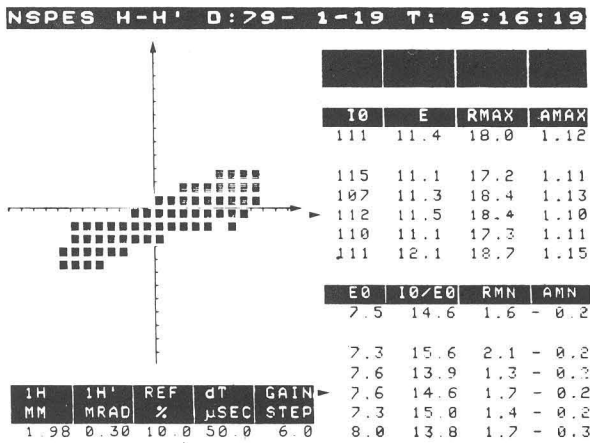 NSPES H-H' D:79- 1-19 T: 9:16:19
I0 E RMAX AMAX
111 11.4 18.0 1.12
115 11.1 17.2 1.11
107 11.3 18.4 1.13
112 11.5 18.4 1.10
110 11.1 17.3 1.11
111 12.1 18.7 1.15
E0 I0/E0 RMN AMN
7.5 14.6 1.6 - 0.2
7.3 15.6 2.1 - 0.2
7.6 13.9 1.3 - 0.3
7.6 14.6 1.7 - 0.2
7.3 15.0 1.4 - 0.2
8.0 13.8 1.7 - 0.3
1H 1H' REF dT GAIN
MM MRAD % µSEC STEP
1.98 0.30 10.0 50.0 6.0